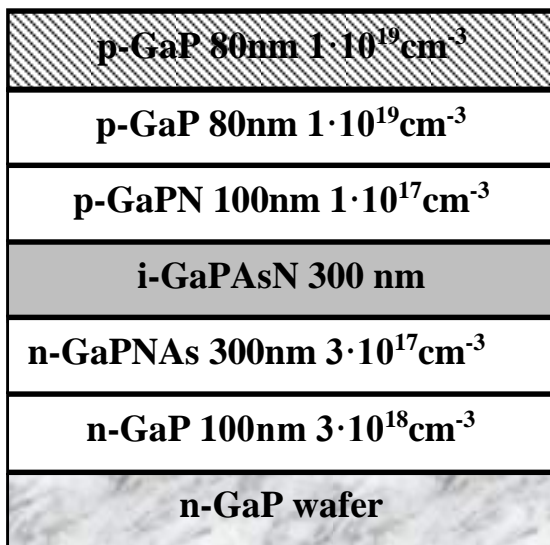 p-GaP 80nm 1·10¹⁹cm⁻³
p-GaP 80nm 1·10¹⁹cm⁻³
p-GaPN 100nm 1·10¹⁷cm⁻³
i-GaPAsN 300 nm
n-GaPNAs 300nm 3·10¹⁷cm⁻³
n-GaP 100nm 3·10¹⁸cm⁻³
n-GaP wafer